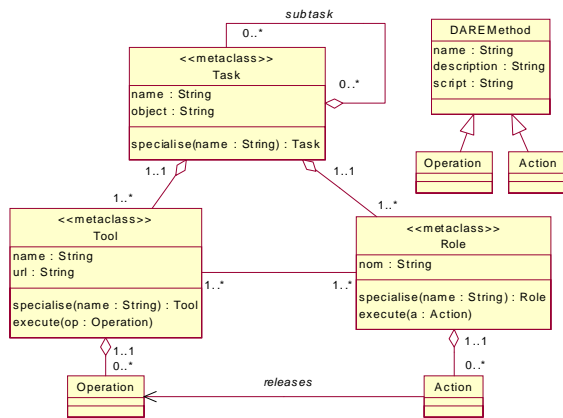 subtask
0..*
<<metaclass>>
Task
name : String
object : String
specialise(name : String) : Task
0..*
DAREMethod
name : String
description : String
script : String
Operation
Action
1..1
1..1
1..*
1..*
<<metaclass>>
Tool
name : String
url : String
specialise(name : String) : Tool
execute(op : Operation)
1..*
1..*
<<metaclass>>
Role
nom : String
specialise(name : String) : Role
execute(a : Action)
1..1
0..*
1..1
0..*
Operation
releases
Action